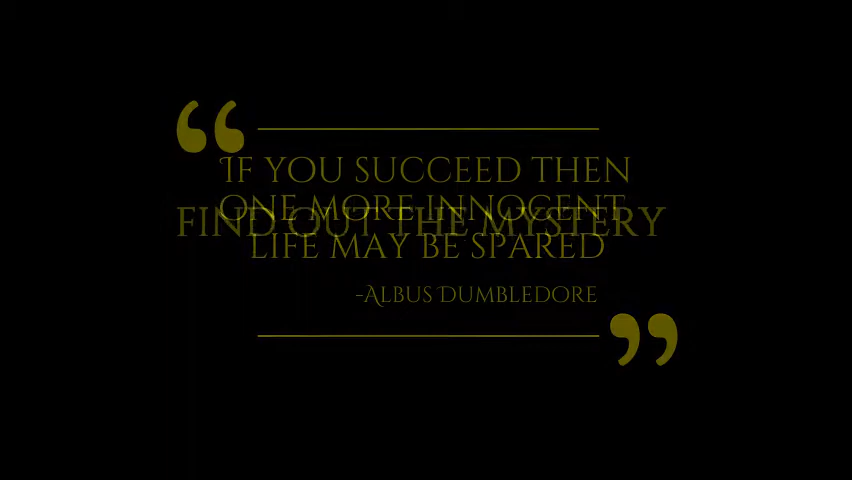 “
If you succeed then
one more innocent
find out the mystery
life may be spared
-Albus Dumbledore
”